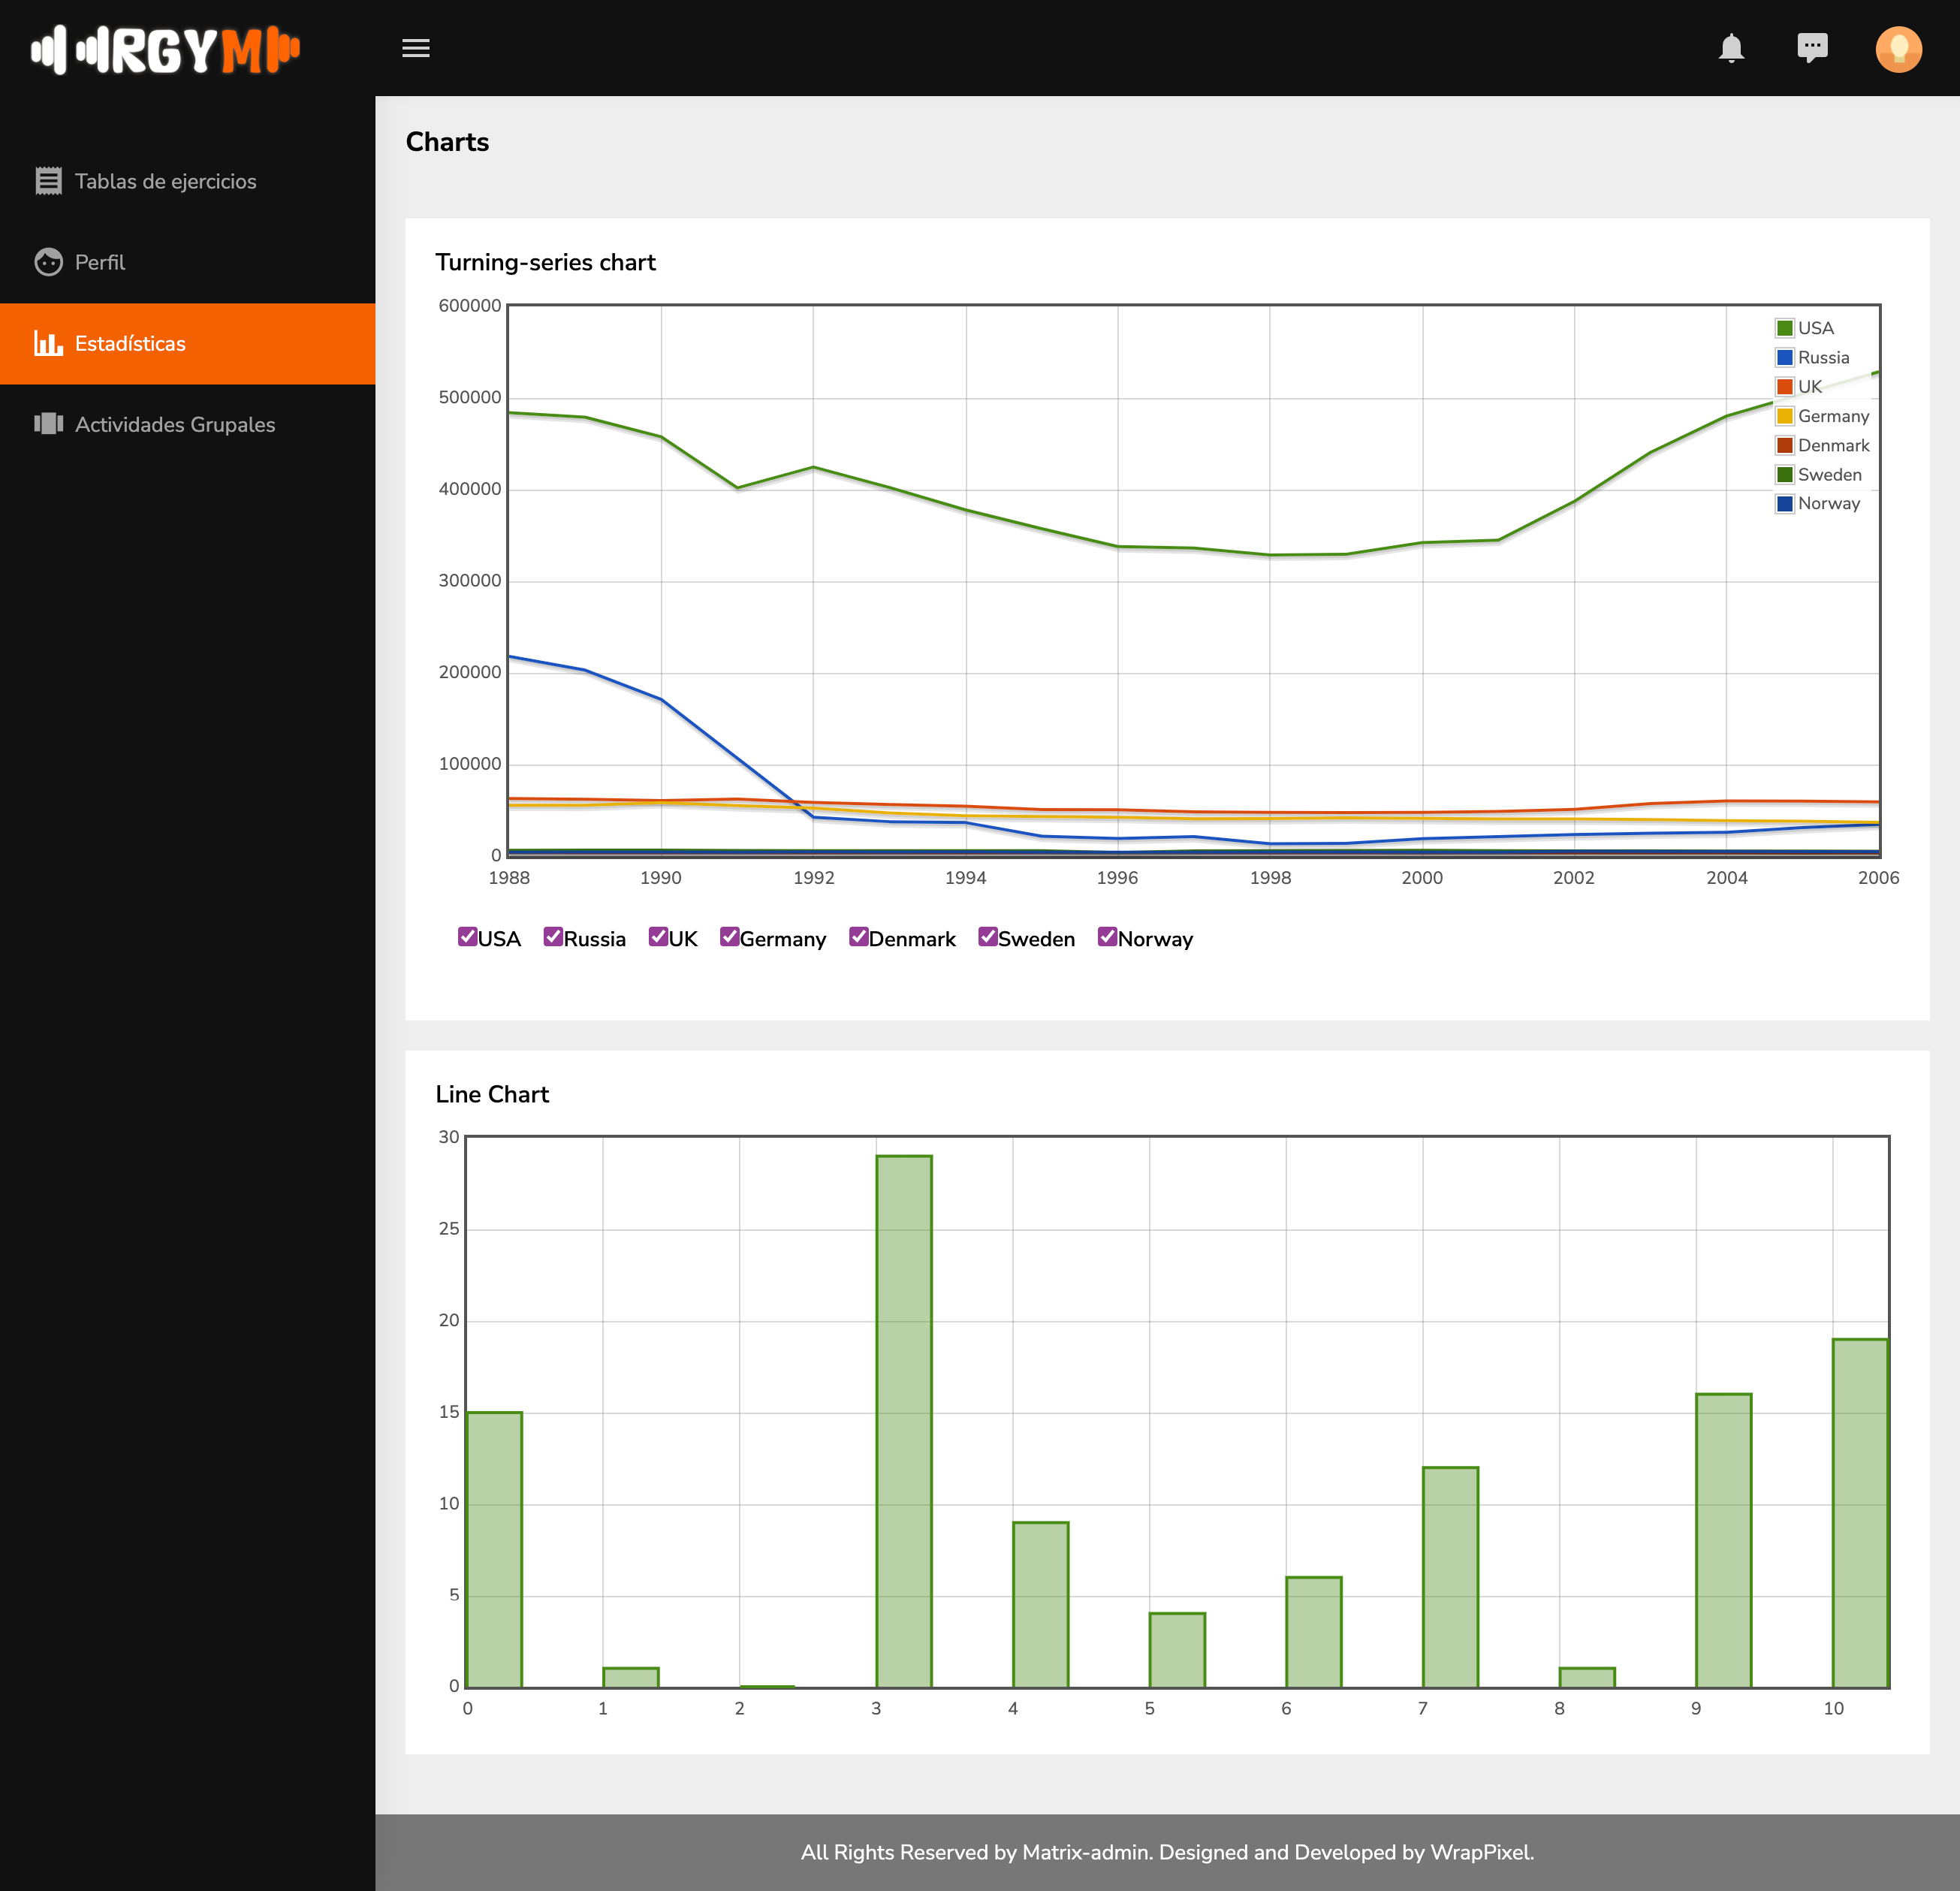 RGYM
Tablas de ejercicios
Perfil
Estadísticas
Actividades Grupales
Charts
Turning-series chart
600000
500000
400000
300000
200000
100000
0
1988 1990 1992 1994 1996 1998 2000 2002 2004 2006
USA
Russia
UK
Germany
Denmark
Sweden
Norway
USA Russia UK Germany Denmark Sweden Norway
Line Chart
30
25
20
15
10
5
0
0 1 2 3 4 5 6 7 8 9 10
All Rights Reserved by Matrix-admin. Designed and Developed by WrapPixel.